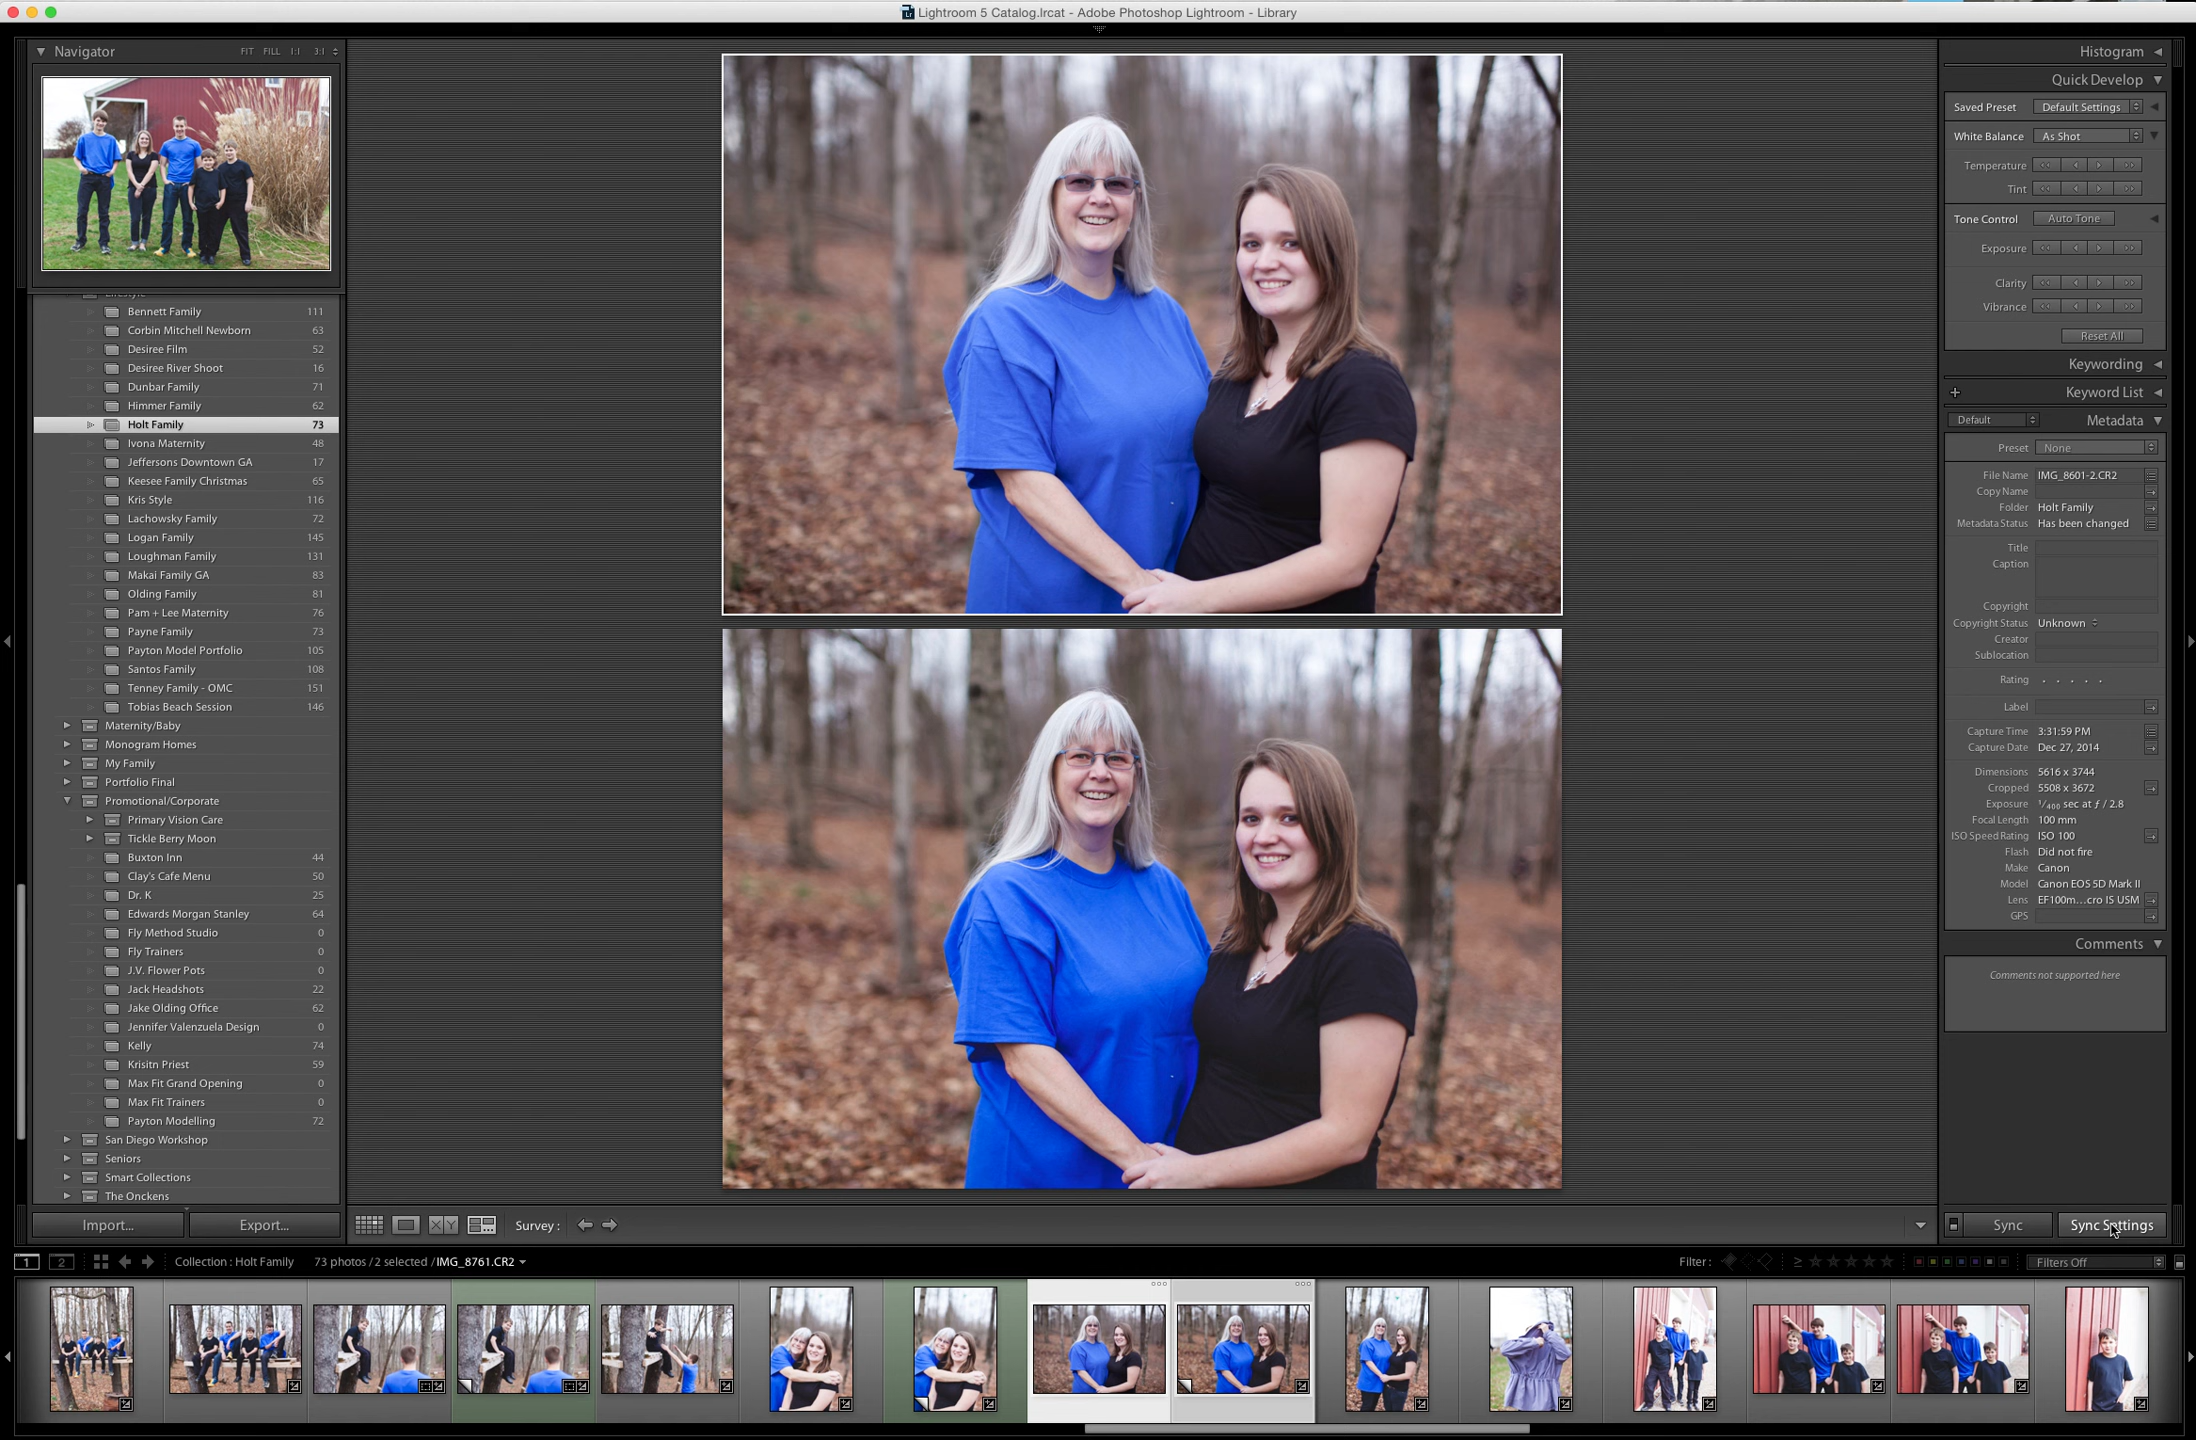 Lightroom 5 Catalog.lrcat - Adobe Photoshop Lightroom - Library
Navigator FIT FILL 1:1 3:1
Lifestyle
Bennett Family 111
Corbin Mitchell Newborn 63
Desiree Film 52
Desiree River Shoot 16
Dunbar Family 71
Himmer Family 62
Holt Family 73
Ivona Maternity 48
Jeffersons Downtown GA 17
Keesee Family Christmas 65
Kris Style 116
Lachowsky Family 72
Logan Family 145
Loughman Family 131
Makai Family GA 83
Olding Family 81
Pam + Lee Maternity 76
Payne Family 73
Payton Model Portfolio 105
Santos Family 108
Tenney Family - OMC 151
Tobias Beach Session 146
Maternity/Baby
Monogram Homes
My Family
Portfolio Final
Promotional/Corporate
Primary Vision Care
Tickle Berry Moon
Buxton Inn 44
Clay's Cafe Menu 50
Dr. K 25
Edwards Morgan Stanley 64
Fly Method Studio 0
Fly Trainers 0
J.V. Flower Pots 0
Jack Headshots 22
Jake Olding Office 62
Jennifer Valenzuela Design 0
Kelly 74
Krisitn Priest 59
Max Fit Grand Opening 0
Max Fit Trainers 0
Payton Modelling 72
San Diego Workshop
Seniors
Smart Collections
The Onckens
Import... Export...
X Y
Survey :
Histogram
Quick Develop
Saved Preset Default Settings
White Balance As Shot
Temperature
Tint
Tone Control Auto Tone
Exposure
Clarity
Vibrance
Reset All
Keywording
+ Keyword List
Default Metadata
Preset None
File Name IMG_8601-2.CR2
Copy Name
Folder Holt Family
Metadata Status Has been changed
Title
Caption
Copyright
Copyright Status Unknown
Creator
Sublocation
Rating . . . . .
Label
Capture Time 3:31:59 PM
Capture Date Dec 27, 2014
Dimensions 5616 x 3744
Cropped 5508 x 3672
Exposure 1/400 sec at ƒ / 2.8
Focal Length 100 mm
ISO Speed Rating ISO 100
Flash Did not fire
Make Canon
Model Canon EOS 5D Mark II
Lens EF100m...cro IS USM
GPS
Comments
Comments not supported here
Sync Sync Settings
1 2 Collection : Holt Family 73 photos / 2 selected / IMG_8761.CR2 Filter : ≥ Filters Off